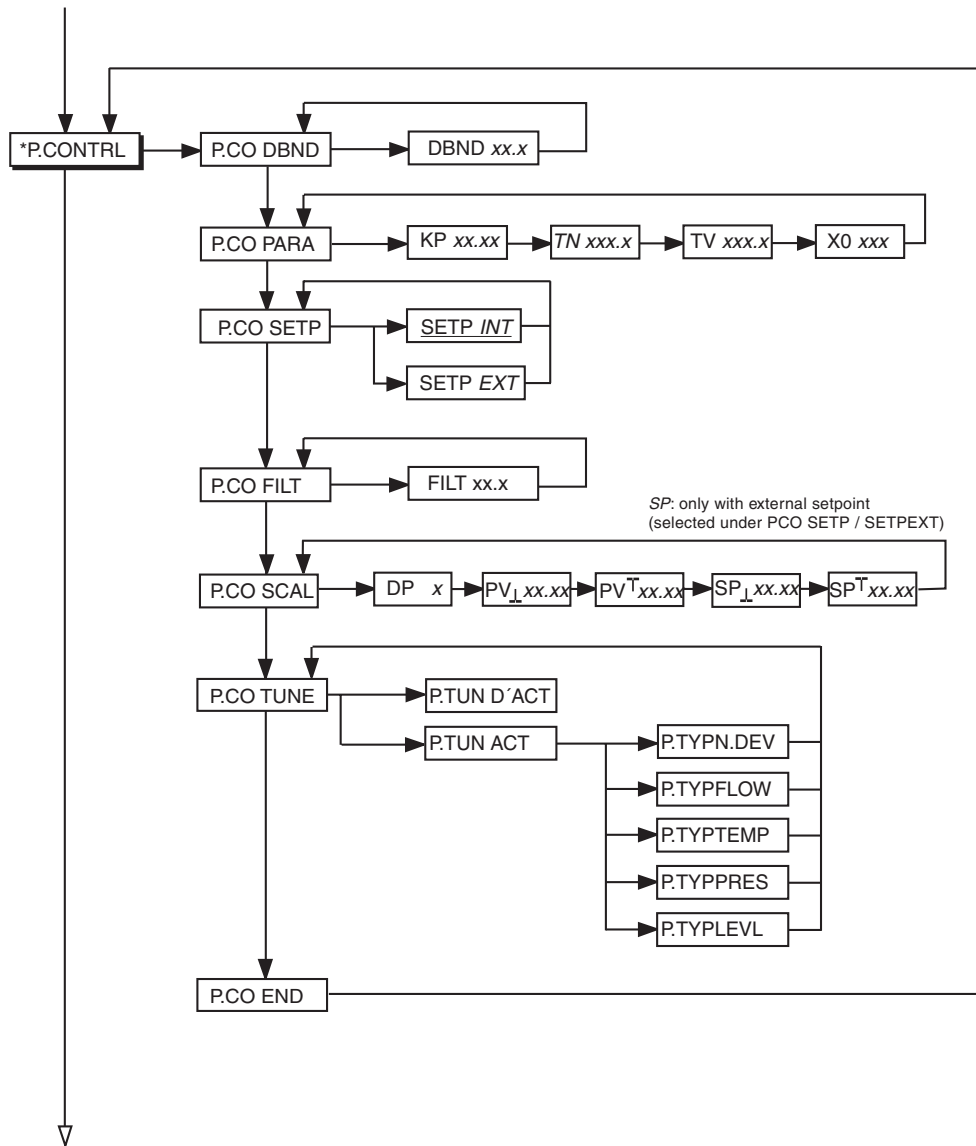 *P.CONTRL
P.CO DBND
DBND xx.x
P.CO PARA
KP xx.xx
TN xxx.x
TV xxx.x
X0 xxx
P.CO SETP
SETP INT
SETP EXT
P.CO FILT
FILT xx.x
SP: only with external setpoint
(selected under PCO SETP / SETPEXT)
P.CO SCAL
DP x
PV⊥xx.xx
PV⊤xx.xx
SP⊥xx.xx
SP⊤xx.xx
P.CO TUNE
P.TUN D´ACT
P.TUN ACT
P.TYPN.DEV
P.TYPFLOW
P.TYPTEMP
P.TYPPRES
P.TYPLEVL
P.CO END